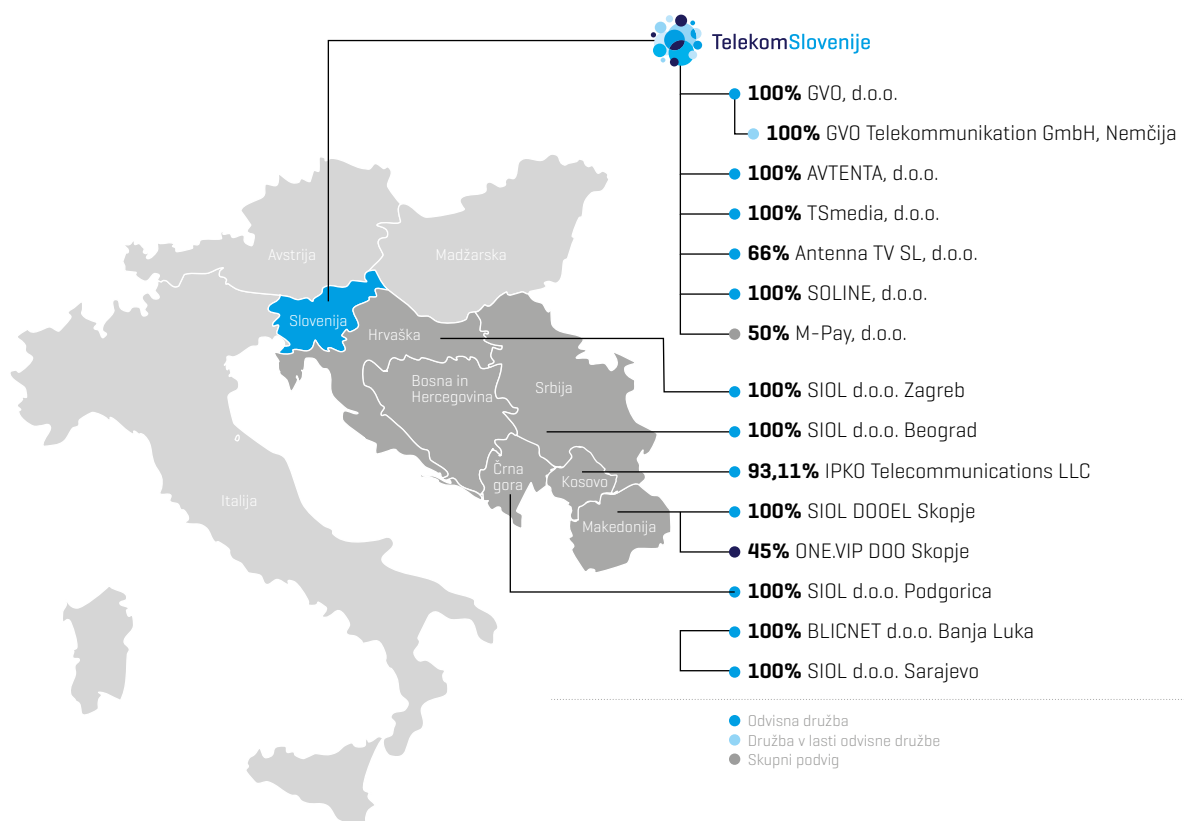 TelekomSlovenije
100% GVO, d.o.o.
100% GVO Telekommunikation GmbH, Nemčija
100% AVTENTA, d.o.o.
100% TSmedia, d.o.o.
66% Antenna TV SL, d.o.o.
100% SOLINE, d.o.o.
50% M-Pay, d.o.o.
100% SIOL d.o.o. Zagreb
100% SIOL d.o.o. Beograd
93,11% IPKO Telecommunications LLC
100% SIOL DOOEL Skopje
45% ONE.VIP DOO Skopje
100% SIOL d.o.o. Podgorica
100% BLICNET d.o.o. Banja Luka
100% SIOL d.o.o. Sarajevo
Avstrija
Madžarska
Slovenija
Hrvaška
Bosna in
Hercegovina
Srbija
Črna
gora
Kosovo
Makedonija
Italija
Odvisna družba
Družba v lasti odvisne družbe
Skupni podvig